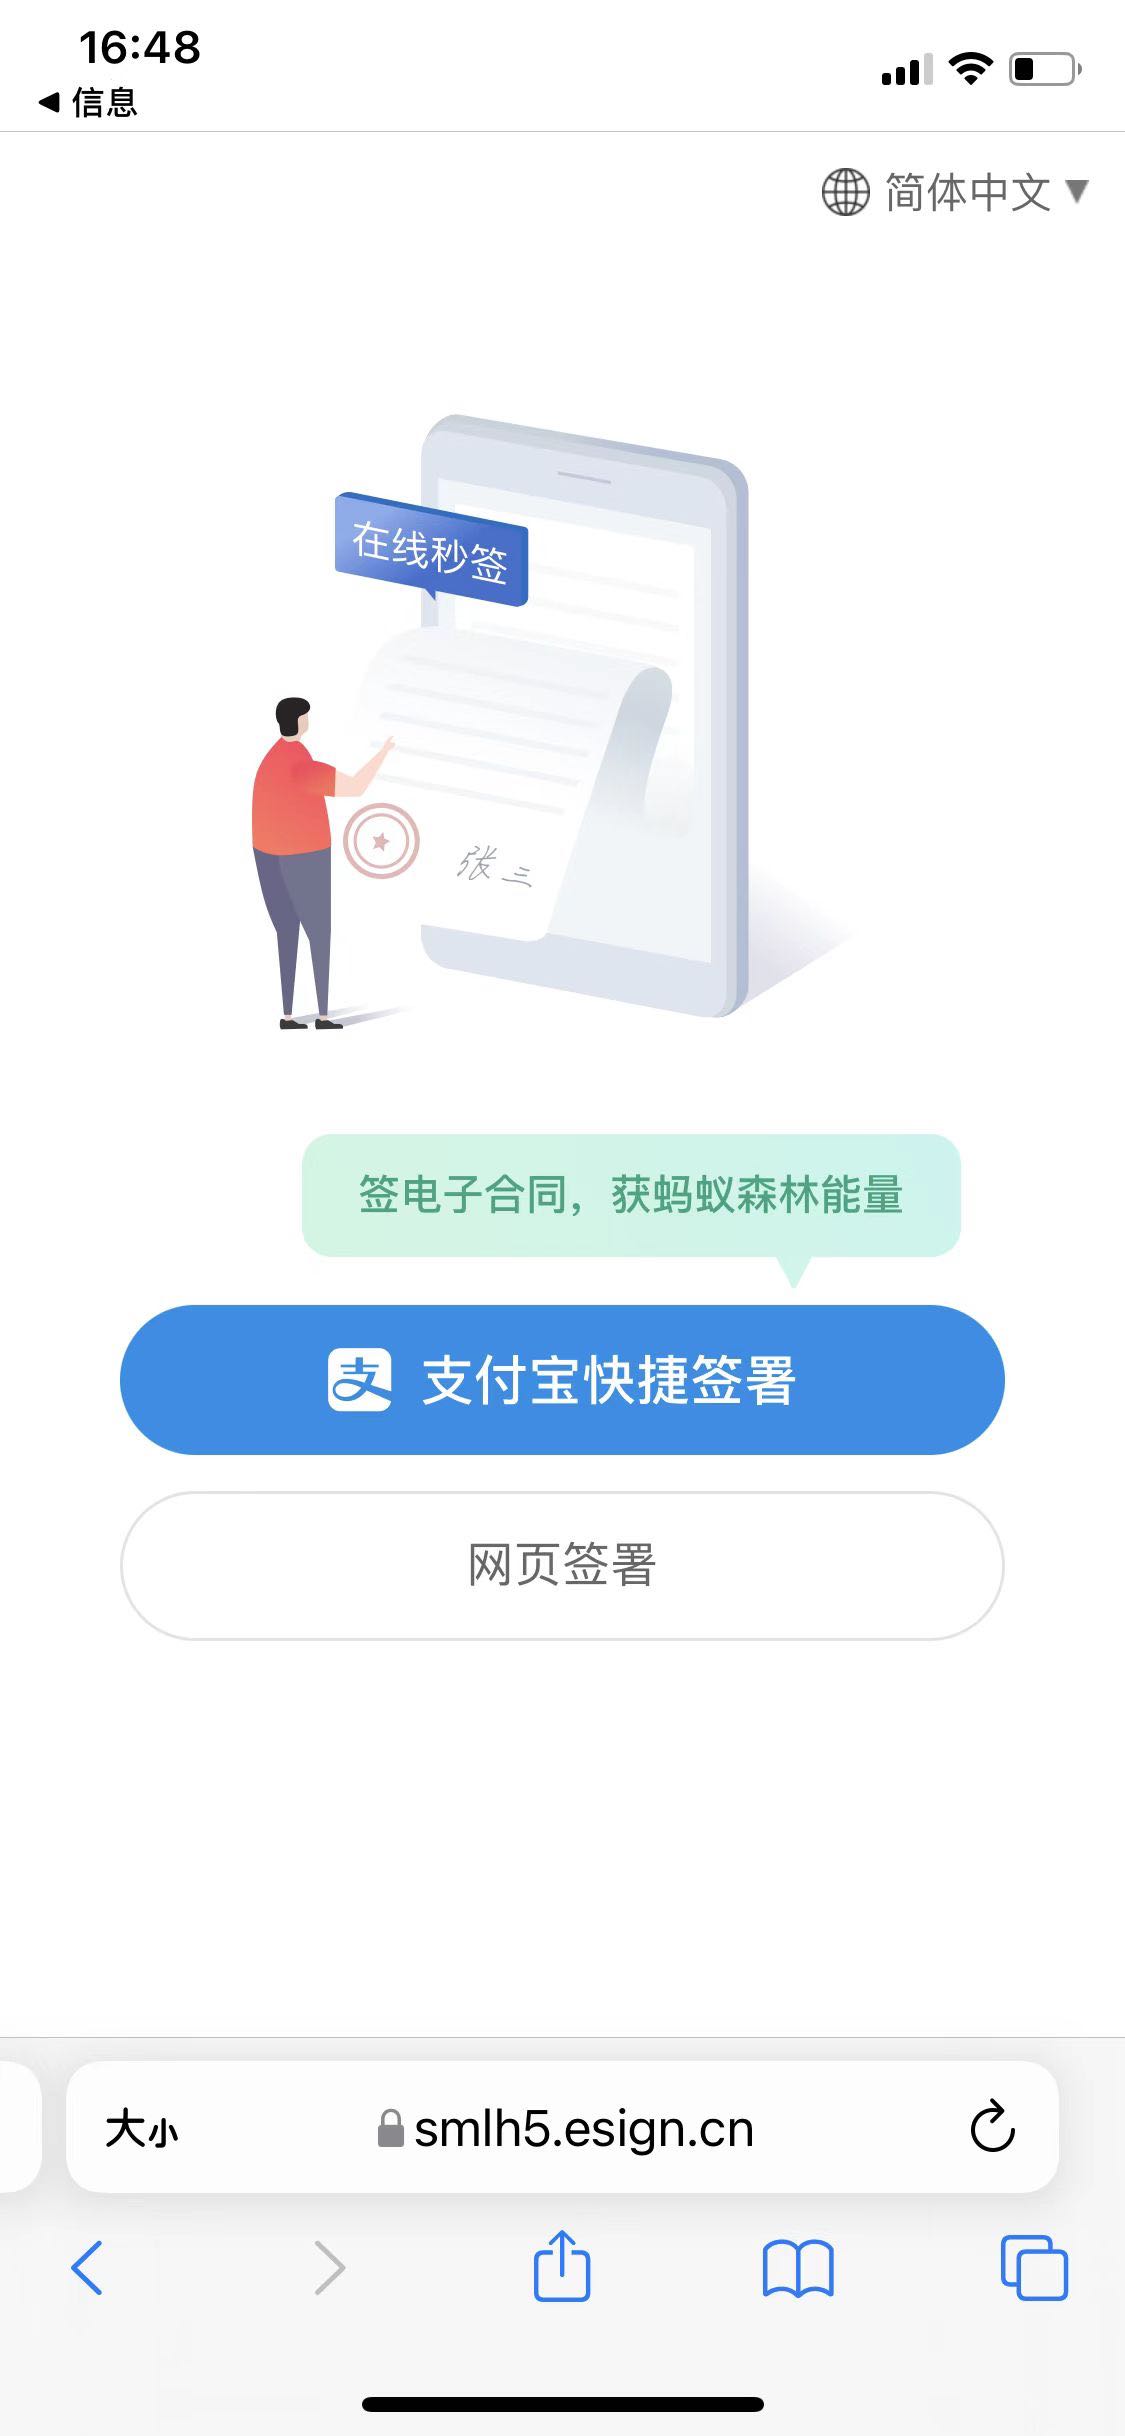 16:48
◀ 信息
简体中文 ▼
在线秒签
张三
签电子合同，获蚂蚁森林能量
支 支付宝快捷签署
网页签署
大小 smlh5.esign.cn